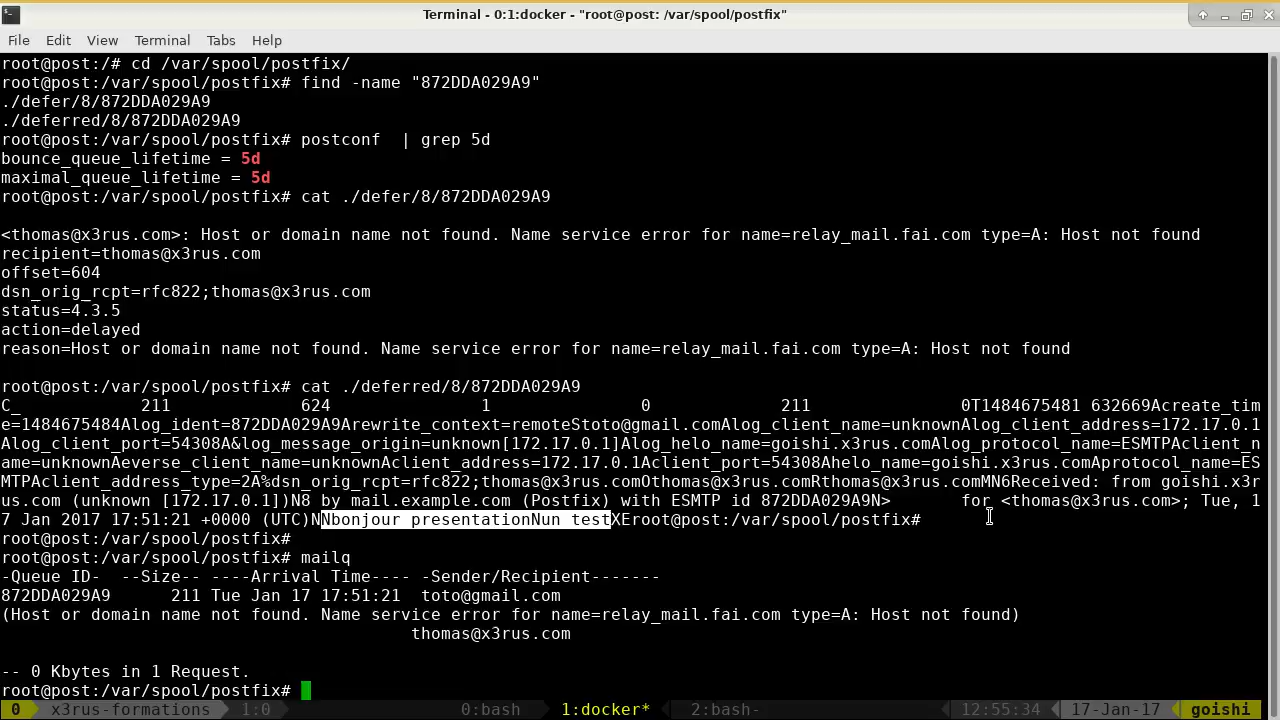 Terminal - 0:1:docker - "root@post: /var/spool/postfix"
File Edit View Terminal Tabs Help
root@post:/# cd /var/spool/postfix/
root@post:/var/spool/postfix# find -name "872DDA029A9"
./defer/8/872DDA029A9
./deferred/8/872DDA029A9
root@post:/var/spool/postfix# postconf  | grep 5d
bounce_queue_lifetime = 5d
maximal_queue_lifetime = 5d
root@post:/var/spool/postfix# cat ./defer/8/872DDA029A9
<thomas@x3rus.com>: Host or domain name not found. Name service error for name=relay_mail.fai.com type=A: Host not found
recipient=thomas@x3rus.com
offset=604
dsn_orig_rcpt=rfc822;thomas@x3rus.com
status=4.3.5
action=delayed
reason=Host or domain name not found. Name service error for name=relay_mail.fai.com type=A: Host not found
root@post:/var/spool/postfix# cat ./deferred/8/872DDA029A9
C_             211             624               1               0             211               0T1484675481 632669Acreate_tim
e=1484675484Alog_ident=872DDA029A9Arewrite_context=remoteStoto@gmail.comAlog_client_name=unknownAlog_client_address=172.17.0.1
Alog_client_port=54308A&log_message_origin=unknown[172.17.0.1]Alog_helo_name=goishi.x3rus.comAlog_protocol_name=ESMTPAclient_n
ame=unknownAeverse_client_name=unknownAclient_address=172.17.0.1Aclient_port=54308Ahelo_name=goishi.x3rus.comAprotocol_name=ES
MTPAclient_address_type=2A%dsn_orig_rcpt=rfc822;thomas@x3rus.comOthomas@x3rus.comRthomas@x3rus.comMN6Received: from goishi.x3r
us.com (unknown [172.17.0.1])N8 by mail.example.com (Postfix) with ESMTP id 872DDA029A9N>       for <thomas@x3rus.com>; Tue, 1
7 Jan 2017 17:51:21 +0000 (UTC)NNbonjour presentationNun testXEroot@post:/var/spool/postfix#
root@post:/var/spool/postfix#
root@post:/var/spool/postfix# mailq
-Queue ID-  --Size-- ----Arrival Time---- -Sender/Recipient-------
872DDA029A9      211 Tue Jan 17 17:51:21  toto@gmail.com
(Host or domain name not found. Name service error for name=relay_mail.fai.com type=A: Host not found)
thomas@x3rus.com
-- 0 Kbytes in 1 Request.
root@post:/var/spool/postfix#
0 x3rus-formations 1:0 0:bash 1:docker* 2:bash- 12:55:34 17-Jan-17 goishi